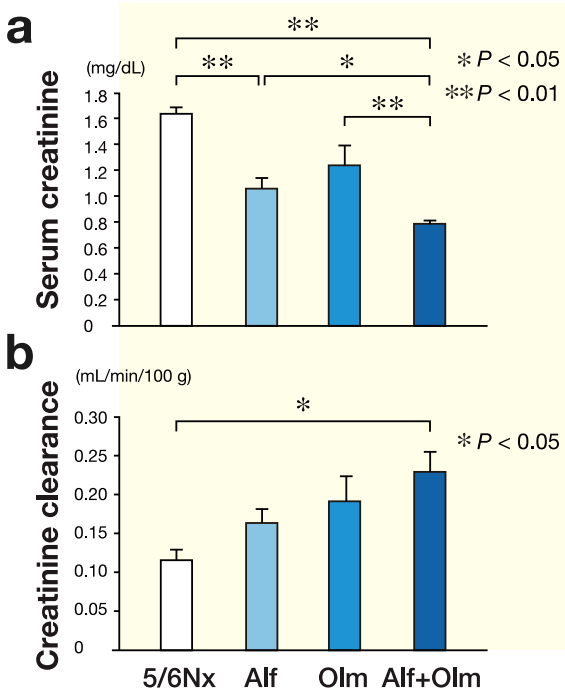 a
(mg/dL)
Serum creatinine
1.8
1.6
1.4
1.2
1.0
0.8
0.6
0.4
0.2
0
**
**
*
**
* P < 0.05
** P < 0.01
b
(mL/min/100 g)
Creatinine clearance
0.30
0.25
0.20
0.15
0.10
0.05
0
*
* P < 0.05
5/6Nx Alf Olm Alf+Olm